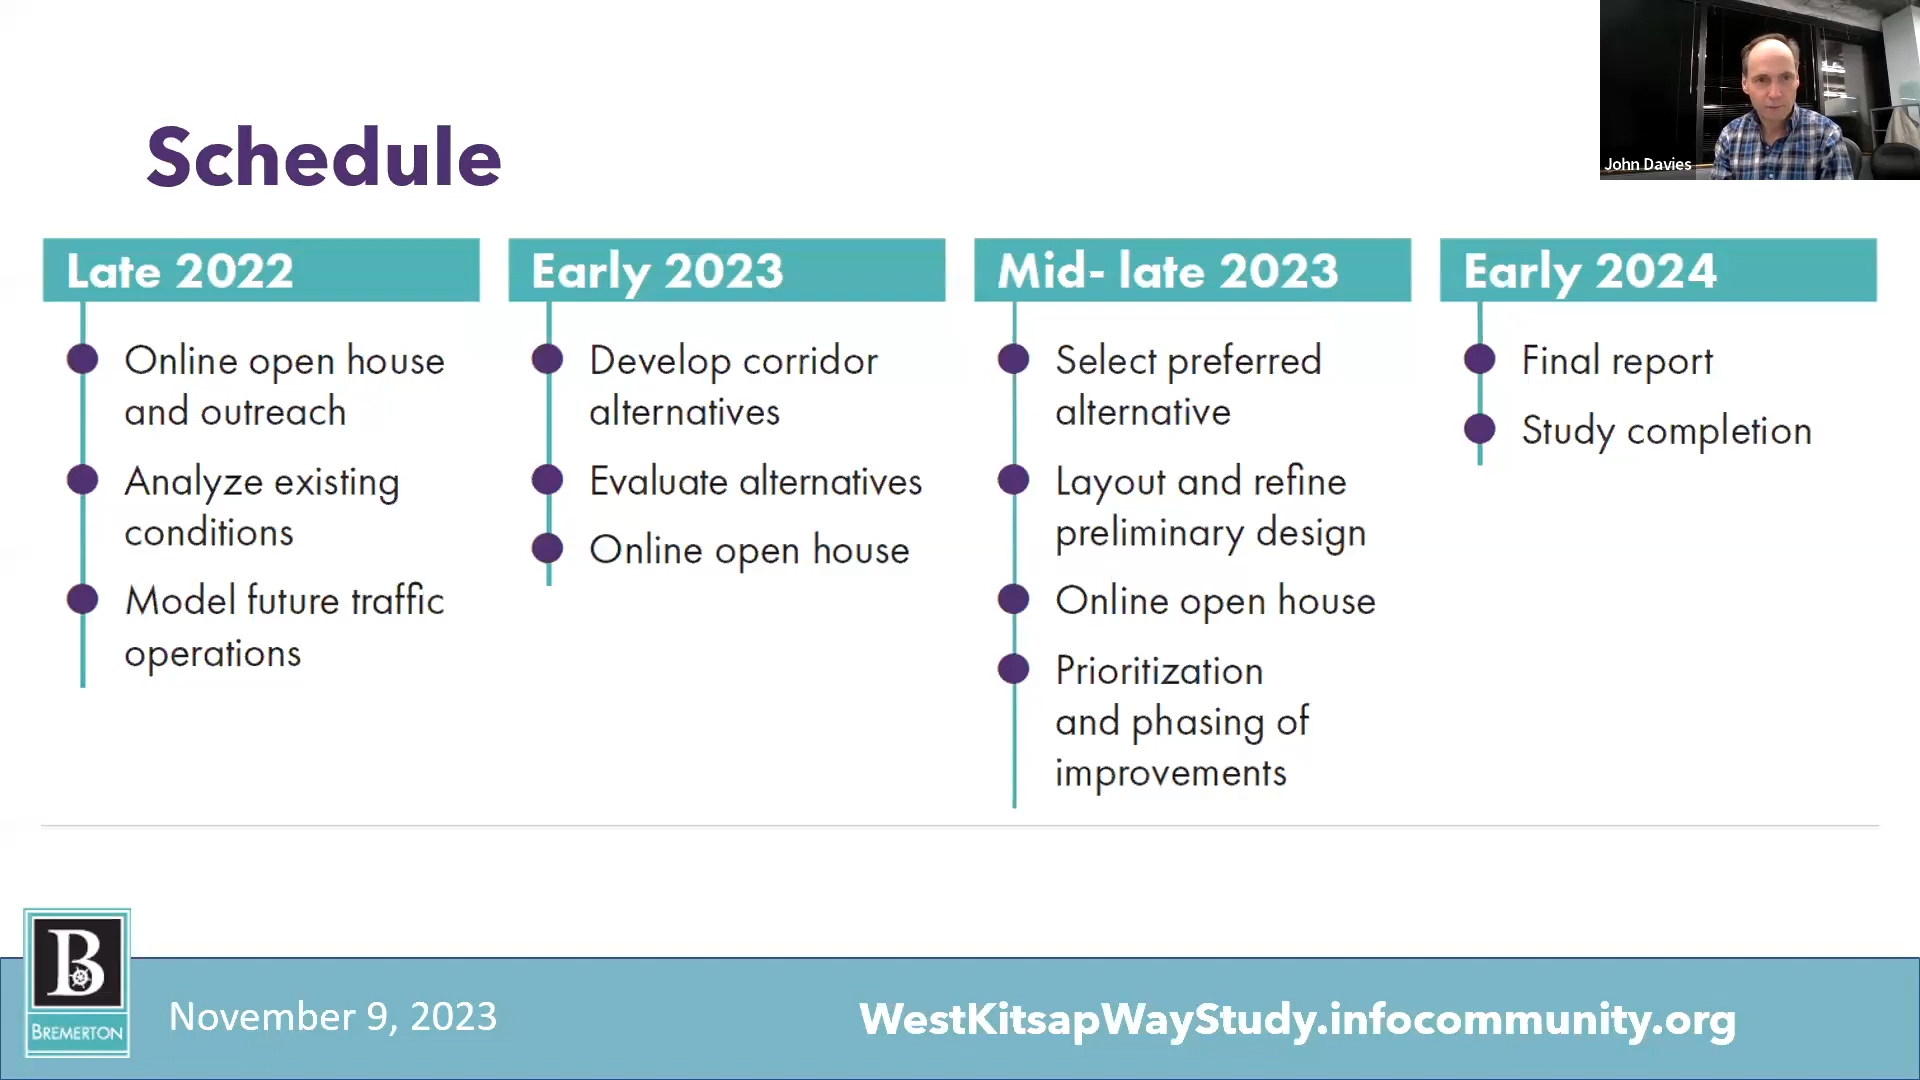 John Davies
Schedule
Late 2022
Online open house
and outreach
Analyze existing
conditions
Model future traffic
operations
Early 2023
Develop corridor
alternatives
Evaluate alternatives
Online open house
Mid- late 2023
Select preferred
alternative
Layout and refine
preliminary design
Online open house
Prioritization
and phasing of
improvements
Early 2024
Final report
Study completion
B
BREMERTON
November 9, 2023
WestKitsapWayStudy.infocommunity.org